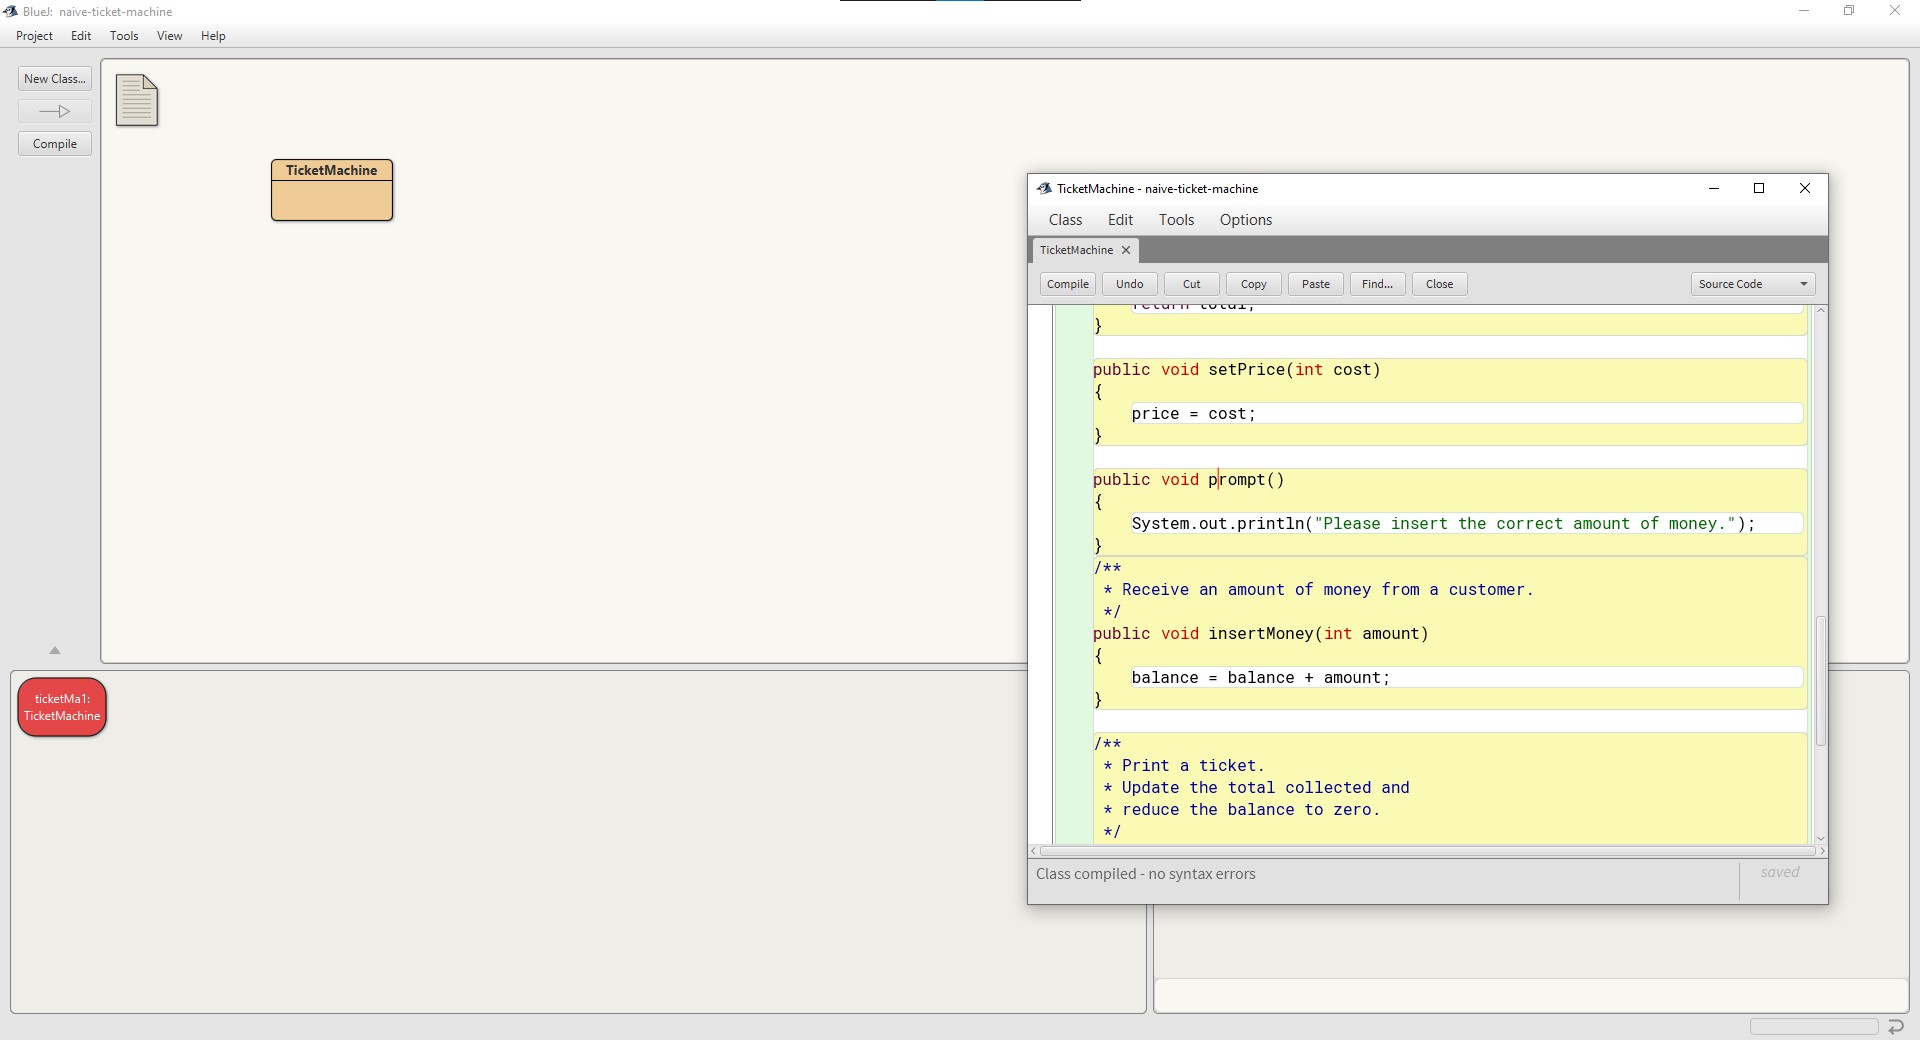 BlueJ: naive-ticket-machine
Project Edit Tools View Help
New Class...
Compile
TicketMachine
TicketMachine - naive-ticket-machine
Class Edit Tools Options
TicketMachine
Compile Undo Cut Copy Paste Find... Close Source Code
return total;
}
public void setPrice(int cost)
{
price = cost;
}
public void prompt()
{
System.out.println("Please insert the correct amount of money.");
}
/**
* Receive an amount of money from a customer.
*/
public void insertMoney(int amount)
{
balance = balance + amount;
}
/**
* Print a ticket.
* Update the total collected and
* reduce the balance to zero.
*/
Class compiled - no syntax errors
saved
ticketMa1:
TicketMachine